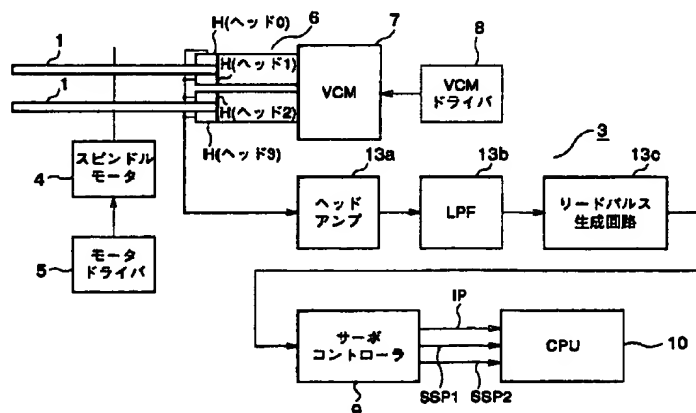 H(ヘッド0)
6
7
8
1
H(ヘッド1)
VCM
VCM
ドライバ
1
H(ヘッド2)
H(ヘッド3)
スピンドル
モータ
4
13a
13b
3
13c
ヘッド
アンプ
LPF
リードパルス
生成回路
モータ
ドライバ
5
IP
サーボ
コントローラ
CPU
10
9
SSP1
SSP2